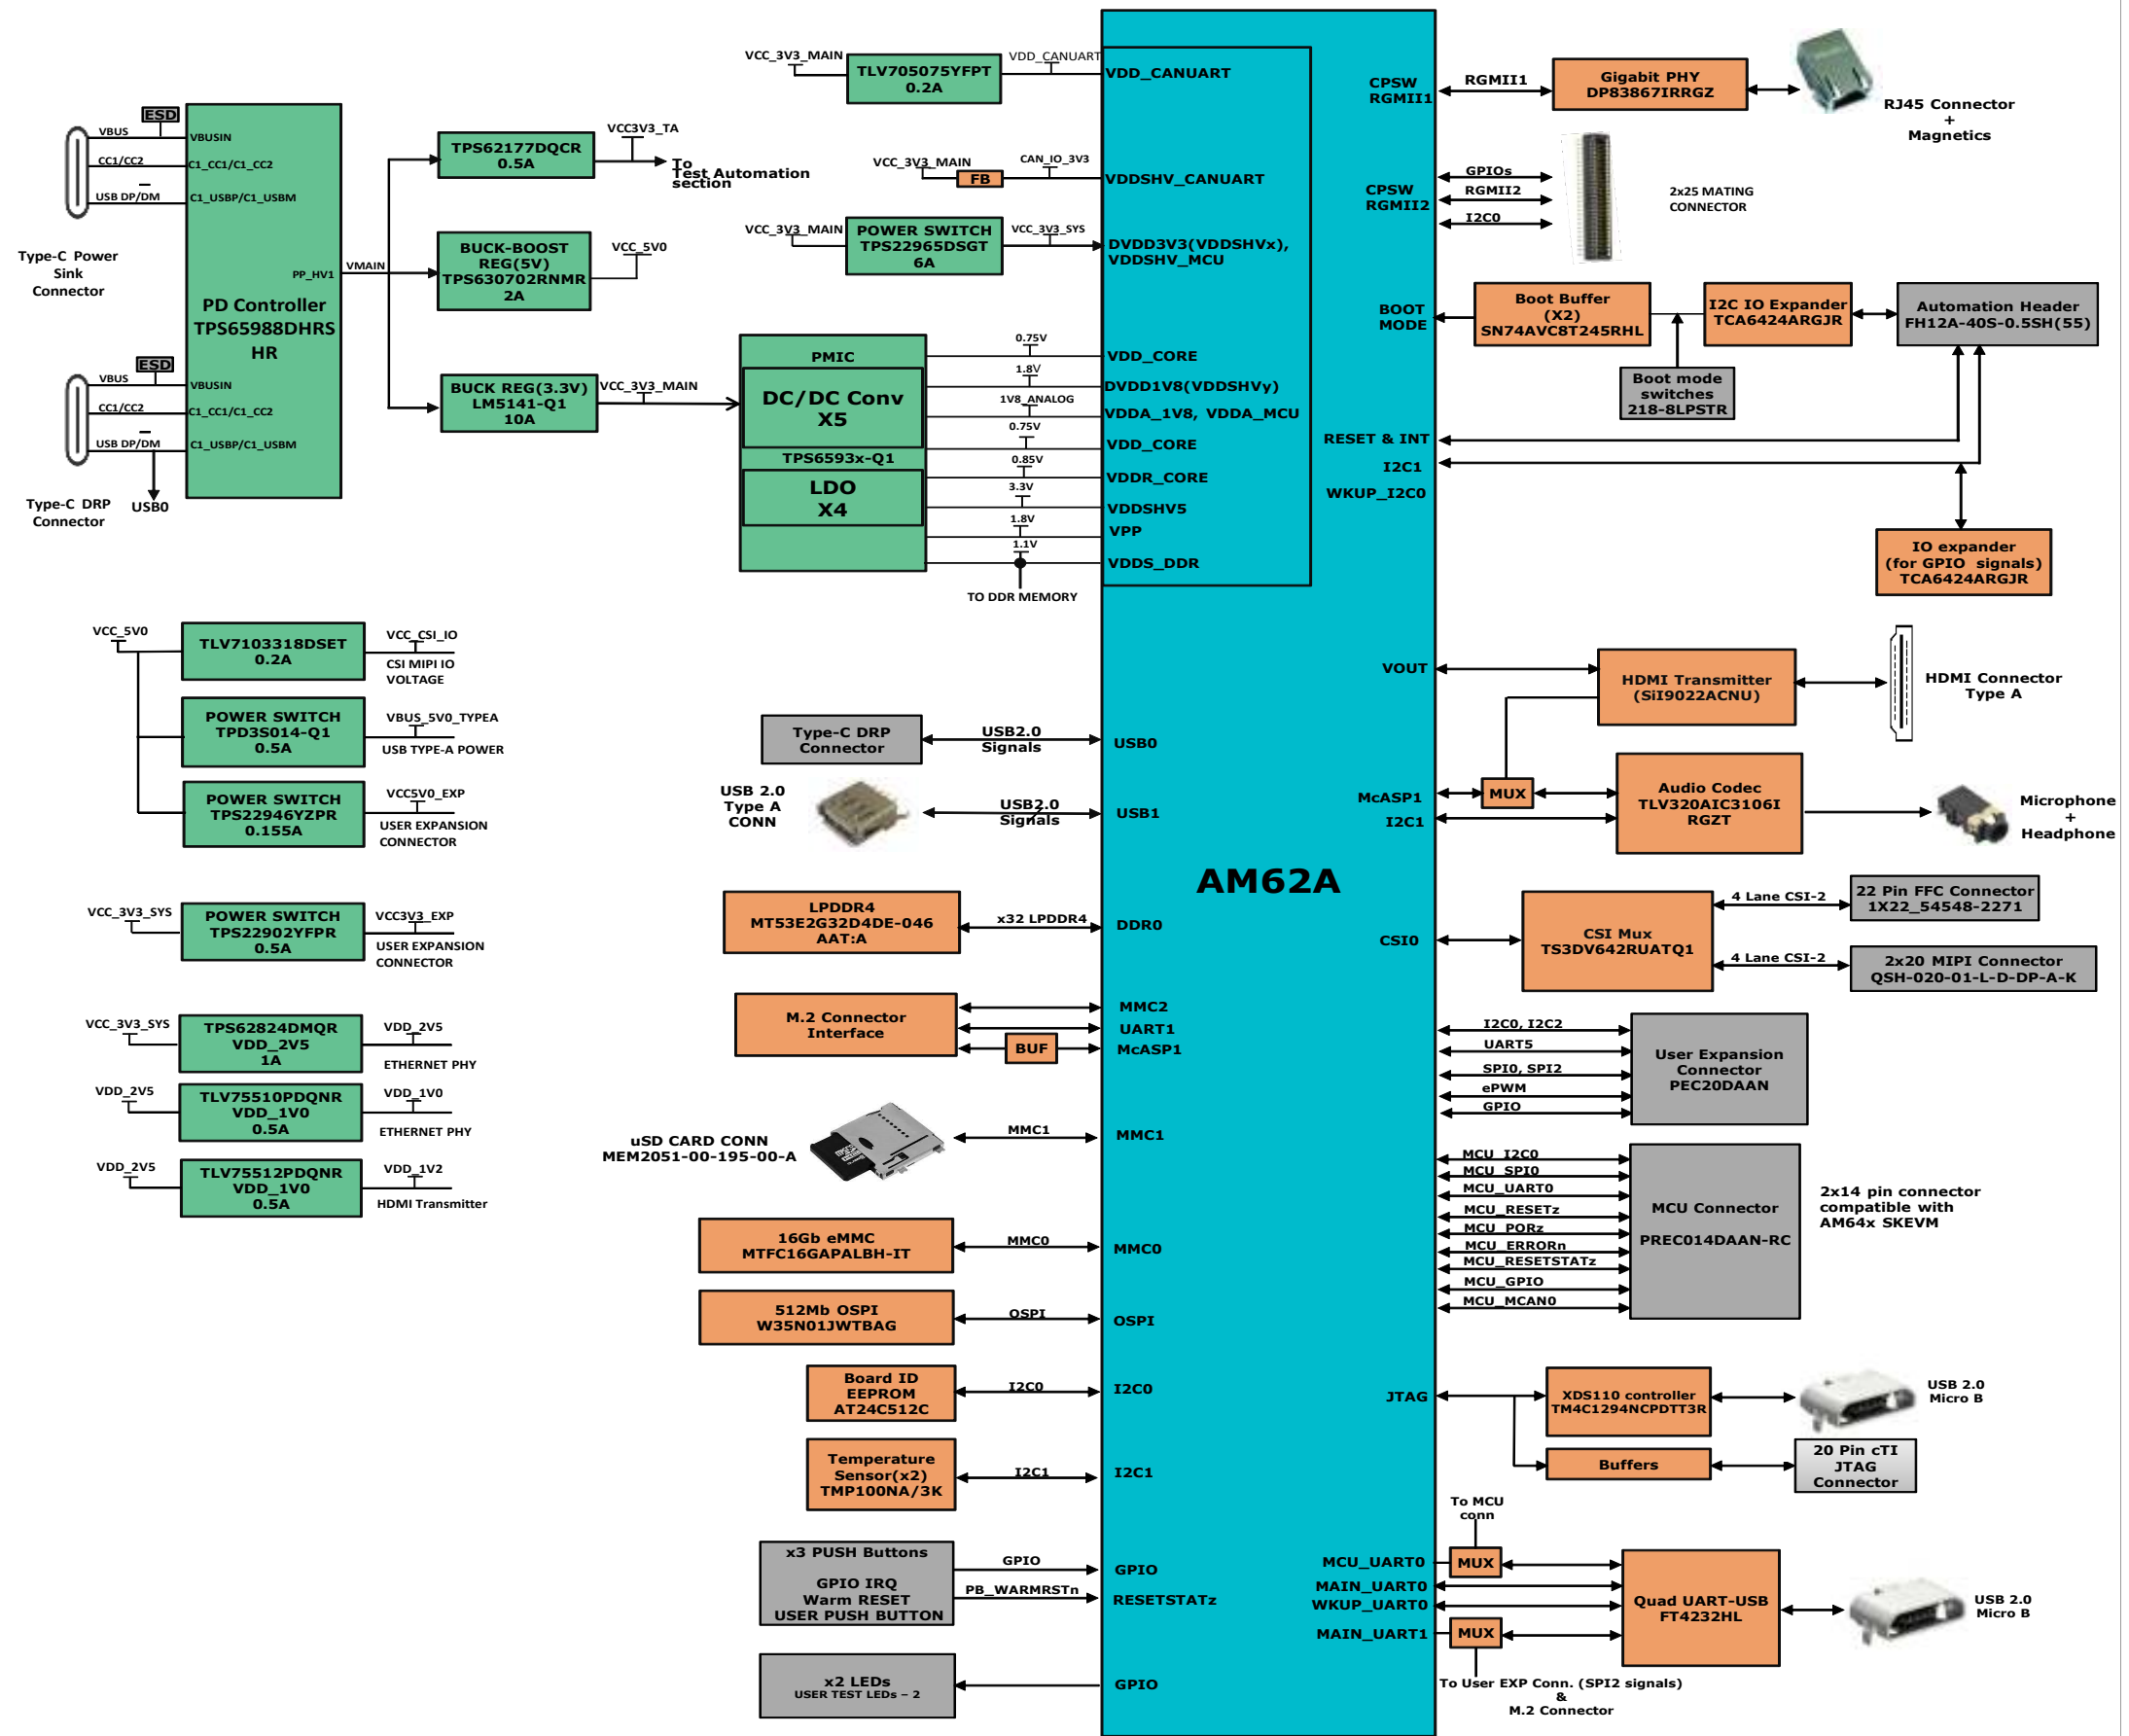 ESD
VBUS
VBUSIN
CC1/CC2
C1_CC1/C1_CC2
USB DP/DM
C1_USBP/C1_USBM
Type-C Power
Sink
Connector
PP_HV1
PD Controller
TPS65988DHRS
HR
ESD
VBUS
VBUSIN
CC1/CC2
C1_CC1/C1_CC2
USB DP/DM
C1_USBP/C1_USBM
Type-C DRP
Connector
USB0
VMAIN
TPS62177DQCR
0.5A
VCC3V3_TA
To
Test Automation
section
BUCK-BOOST
REG(5V)
TPS630702RNMR
2A
VCC_5V0
BUCK REG(3.3V)
LM5141-Q1
10A
VCC_3V3_MAIN
VCC_3V3_MAIN
TLV705075YFPT
0.2A
VDD_CANUART
VDD_CANUART
VCC_3V3_MAIN
FB
CAN_IO_3V3
VDDSHV_CANUART
VCC_3V3_MAIN
POWER SWITCH
TPS22965DSGT
6A
VCC_3V3_SYS
DVDD3V3(VDDSHVx),
VDDSHV_MCU
PMIC
DC/DC Conv
X5
TPS6593x-Q1
LDO
X4
0.75V
VDD_CORE
1.8V
DVDD1V8(VDDSHVy)
1V8_ANALOG
VDDA_1V8, VDDA_MCU
0.75V
VDD_CORE
0.85V
VDDR_CORE
3.3V
VDDSHV5
1.8V
VPP
1.1V
VDDS_DDR
TO DDR MEMORY
VCC_5V0
TLV7103318DSET
0.2A
VCC_CSI_IO
CSI MIPI IO
VOLTAGE
POWER SWITCH
TPD3S014-Q1
0.5A
VBUS_5V0_TYPEA
USB TYPE-A POWER
POWER SWITCH
TPS22946YZPR
0.155A
VCC5V0_EXP
USER EXPANSION
CONNECTOR
VCC_3V3_SYS
POWER SWITCH
TPS22902YFPR
0.5A
VCC3V3_EXP
USER EXPANSION
CONNECTOR
VCC_3V3_SYS
TPS62824DMQR
VDD_2V5
1A
VDD_2V5
ETHERNET PHY
VDD_2V5
TLV75510PDQNR
VDD_1V0
0.5A
VDD_1V0
ETHERNET PHY
VDD_2V5
TLV75512PDQNR
VDD_1V0
0.5A
VDD_1V2
HDMI Transmitter
Type-C DRP
Connector
USB2.0
Signals
USB0
USB 2.0
Type A
CONN
USB2.0
Signals
USB1
AM62A
LPDDR4
MT53E2G32D4DE-046
AAT:A
x32 LPDDR4
DDR0
M.2 Connector
Interface
BUF
MMC2
UART1
McASP1
uSD CARD CONN
MEM2051-00-195-00-A
MMC1
MMC1
16Gb eMMC
MTFC16GAPALBH-IT
MMC0
MMC0
512Mb OSPI
W35N01JWTBAG
OSPI
OSPI
Board ID
EEPROM
AT24C512C
I2C0
I2C0
Temperature
Sensor(x2)
TMP100NA/3K
I2C1
I2C1
x3 PUSH Buttons
GPIO IRQ
Warm RESET
USER PUSH BUTTON
GPIO
GPIO
PB_WARMRSTn
RESETSTATz
x2 LEDs
USER TEST LEDs – 2
GPIO
CPSW
RGMII1
RGMII1
Gigabit PHY
DP83867IRRGZ
RJ45 Connector
+
Magnetics
CPSW
RGMII2
GPIOs
RGMII2
I2C0
2x25 MATING
CONNECTOR
BOOT
MODE
Boot Buffer
(X2)
SN74AVC8T245RHL
I2C IO Expander
TCA6424ARGJR
Automation Header
FH12A-40S-0.5SH(55)
Boot mode
switches
218-8LPSTR
RESET & INT
I2C1
WKUP_I2C0
IO expander
(for GPIO signals)
TCA6424ARGJR
VOUT
HDMI Transmitter
(SiI9022ACNU)
HDMI Connector
Type A
McASP1
I2C1
MUX
Audio Codec
TLV320AIC3106I
RGZT
Microphone
+
Headphone
CSI0
CSI Mux
TS3DV642RUATQ1
4 Lane CSI-2
22 Pin FFC Connector
1X22_54548-2271
4 Lane CSI-2
2x20 MIPI Connector
QSH-020-01-L-D-DP-A-K
I2C0, I2C2
UART5
SPI0, SPI2
ePWM
GPIO
User Expansion
Connector
PEC20DAAN
MCU_I2C0
MCU_SPI0
MCU_UART0
MCU_RESETz
MCU_PORz
MCU_ERRORn
MCU_RESETSTATz
MCU_GPIO
MCU_MCAN0
MCU Connector
PREC014DAAN-RC
2x14 pin connector
compatible with
AM64x SKEVM
JTAG
XDS110 controller
TM4C1294NCPDTT3R
USB 2.0
Micro B
Buffers
20 Pin cTI
JTAG
Connector
To MCU
conn
MCU_UART0
MUX
MAIN_UART0
WKUP_UART0
MAIN_UART1
MUX
Quad UART-USB
FT4232HL
USB 2.0
Micro B
To User EXP Conn. (SPI2 signals)
&
M.2 Connector